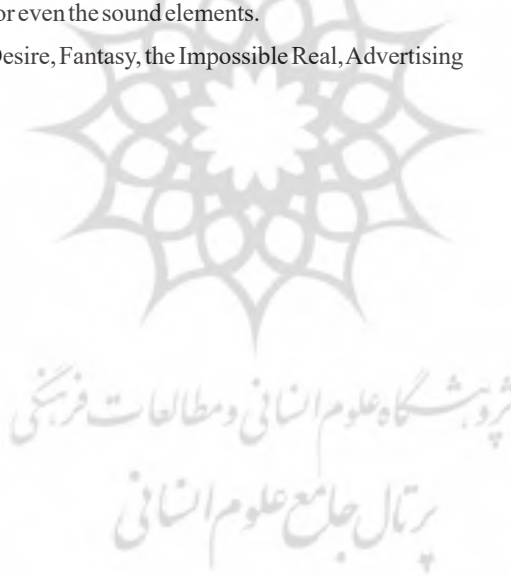 or even the sound elements.
Desire, Fantasy, the Impossible Real, Advertising
پژوهشگاه علوم انسانی و مطالعات فرهنگی
پرتال جامع علوم انسانی